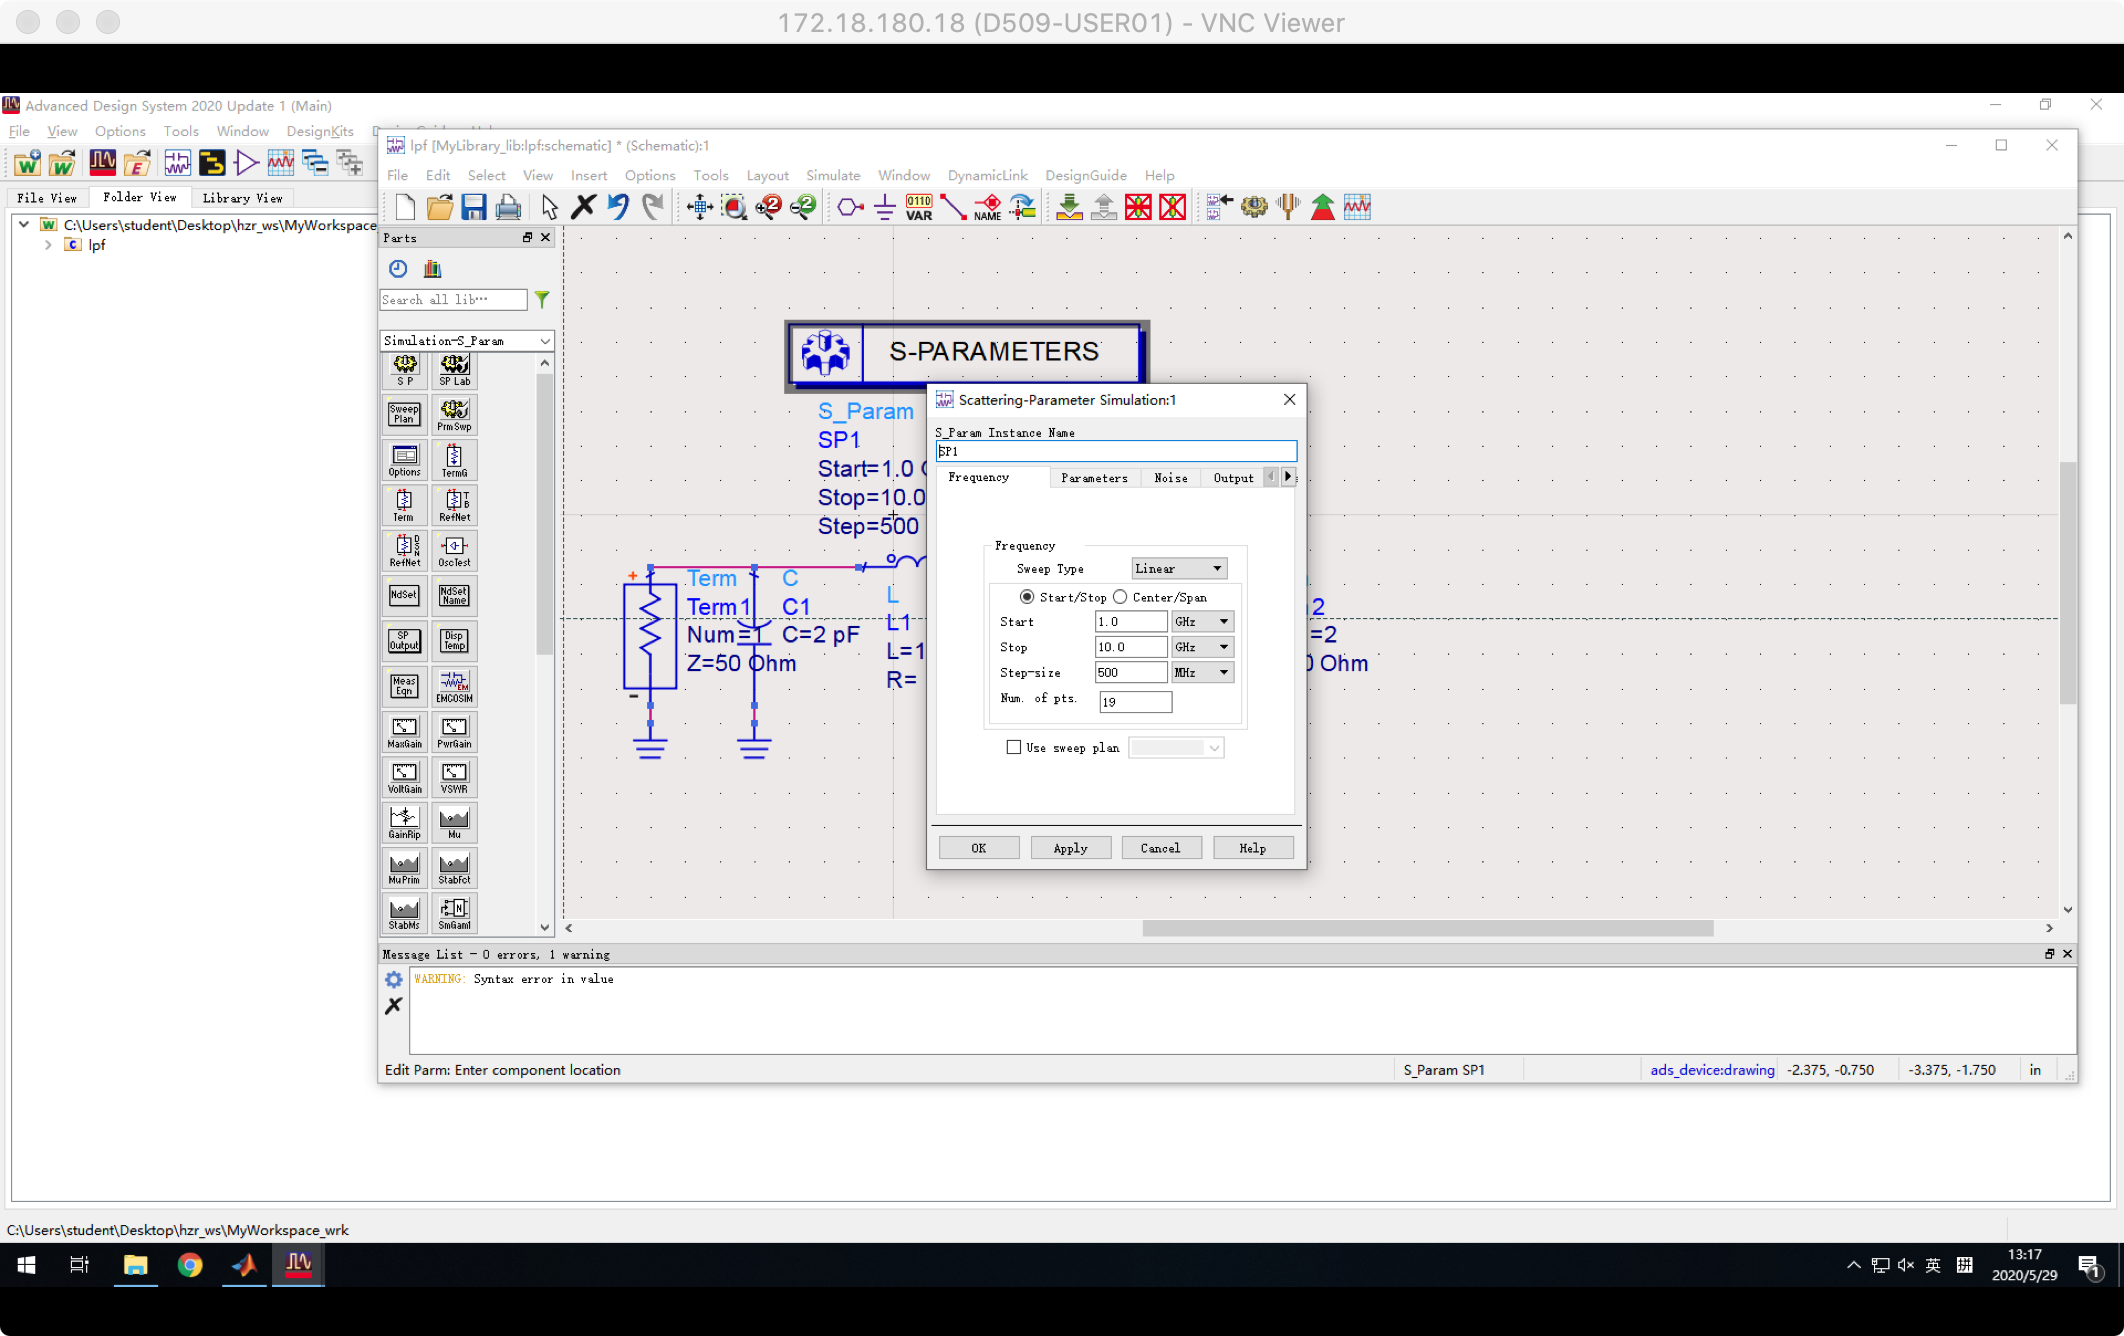 172.18.180.18 (D509-USER01) - VNC Viewer
Advanced Design System 2020 Update 1 (Main)
File View Options Tools Window DesignKits
File View Folder View Library View
C:\Users\student\Desktop\hzr_ws\MyWorkspace
lpf
lpf [MyLibrary_lib:lpf:schematic] * (Schematic):1
File Edit Select View Insert Options Tools Layout Simulate Window DynamicLink DesignGuide Help
VAR NAME
Parts
Search all lib…
Simulation-S_Param
S P SP Lab
Sweep Plan PrmSwp
Options TermG
Term RefNet
RefNet OscTest
NdSet NdSet Name
SP Output Disp Temp
Meas Eqn EMCOSIM
MaxGain PwrGain
VoltGain VSWR
GainRip Mu
MuPrim StabFct
StabMs SmGam1
S-PARAMETERS
S_Param
SP1
Start=1.0
Stop=10.0
Step=500
Term
Term1
Num=1
Z=50 Ohm
C
C1
C=2 pF
L
L1
L=1
R=
2
=2
Ohm
Scattering-Parameter Simulation:1
S_Param Instance Name
SP1
Frequency Parameters Noise Output
Frequency
Sweep Type Linear
Start/Stop Center/Span
Start 1.0 GHz
Stop 10.0 GHz
Step-size 500 MHz
Num. of pts. 19
Use sweep plan
OK Apply Cancel Help
Message List - 0 errors, 1 warning
WARNING: Syntax error in value
Edit Parm: Enter component location
S_Param SP1
ads_device:drawing -2.375, -0.750 -3.375, -1.750 in
C:\Users\student\Desktop\hzr_ws\MyWorkspace_wrk
英 拼 13:17
2020/5/29
1